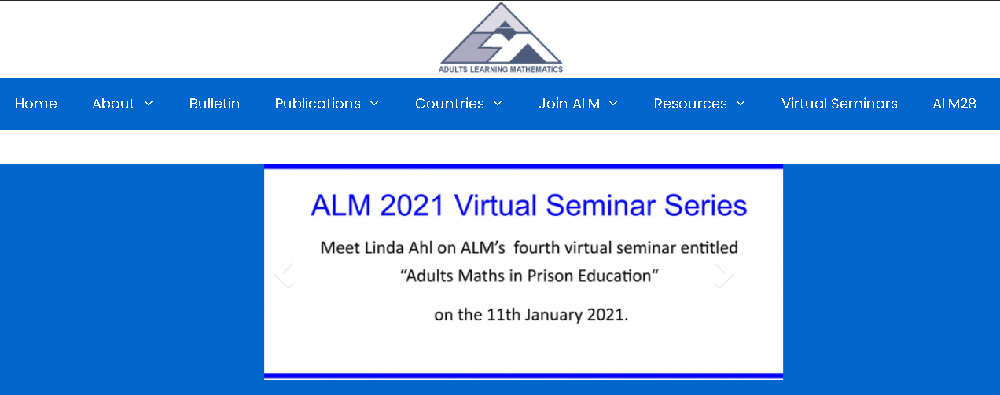 ADULTS LEARNING MATHEMATICS
Home About Bulletin Publications Countries Join ALM Resources Virtual Seminars ALM28
ALM 2021 Virtual Seminar Series
Meet Linda Ahl on ALM’s fourth virtual seminar entitled
“Adults Maths in Prison Education“
on the 11th January 2021.